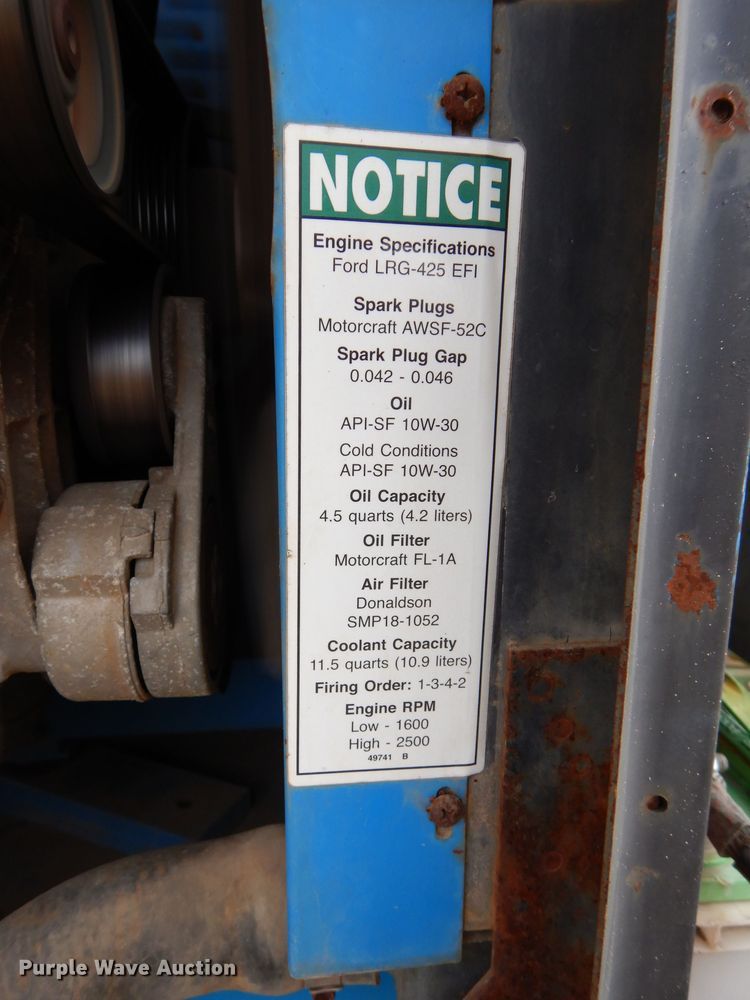 NOTICE
Engine Specifications
Ford LRG-425 EFI
Spark Plugs
Motorcraft AWSF-52C
Spark Plug Gap
0.042 - 0.046
Oil
API-SF 10W-30
Cold Conditions
API-SF 10W-30
Oil Capacity
4.5 quarts (4.2 liters)
Oil Filter
Motorcraft FL-1A
Air Filter
Donaldson
SMP18-1052
Coolant Capacity
11.5 quarts (10.9 liters)
Firing Order: 1-3-4-2
Engine RPM
Low - 1600
High - 2500
49741 B
Purple Wave Auction